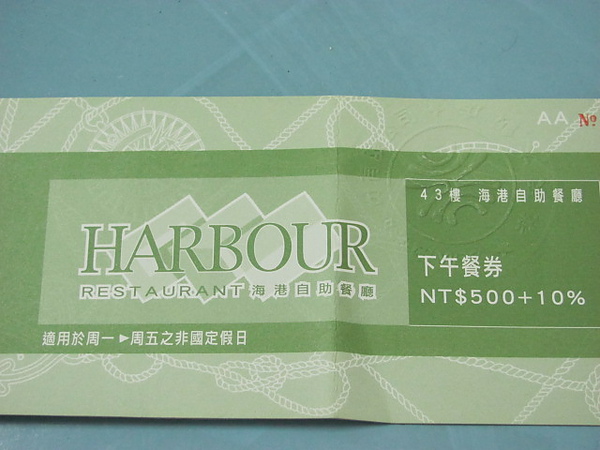 AA №
HARBOUR
RESTAURANT 海港自助餐廳
適用於周一►周五之非國定假日
43樓 海港自助餐廳
下午餐券
NT$500+10%